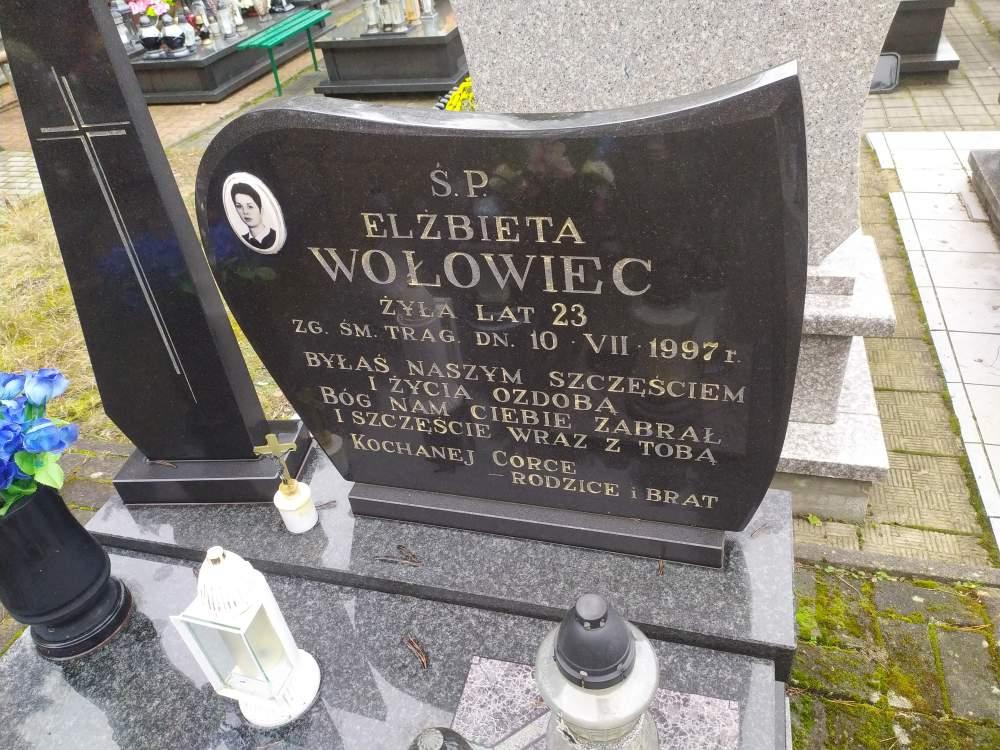 Ś.P.
ELŻBIETA
WOŁOWIEC
ŻYŁA LAT 23
ZG. ŚM. TRAG. DN. 10 · VII · 1997 r.
BYŁAŚ NASZYM SZCZĘŚCIEM
I ŻYCIA OZDOBĄ
BÓG NAM CIEBIE ZABRAŁ
I SZCZĘŚCIE WRAZ Z TOBĄ
KOCHANEJ CÓRCE
— RODZICE i BRAT